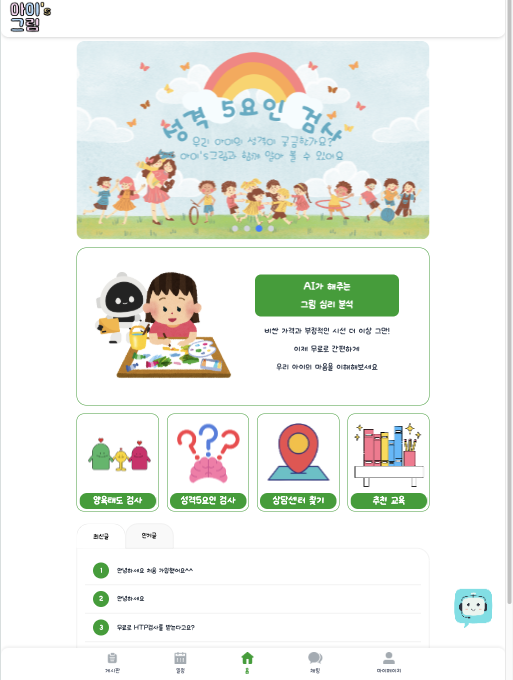 아이's
그림
성격 5요인 검사
우리 아이의 성격이 궁금한가요?
아이's그림과 함께 알아 볼 수 있어요
AI가 해주는
그림 심리 분석
비싼 가격과 부정적인 시선 더 이상 그만!
이제 무료로 간편하게
우리 아이의 마음을 이해해보세요
양육태도 검사
성격5요인 검사
상담센터 찾기
추천 교육
최신글
인기글
1 안녕하세요 처음 가입했어요^^
2 안녕하세요
3 무료로 HTP검사를 받는다고요?
게시판
일정
홈
채팅
마이페이지